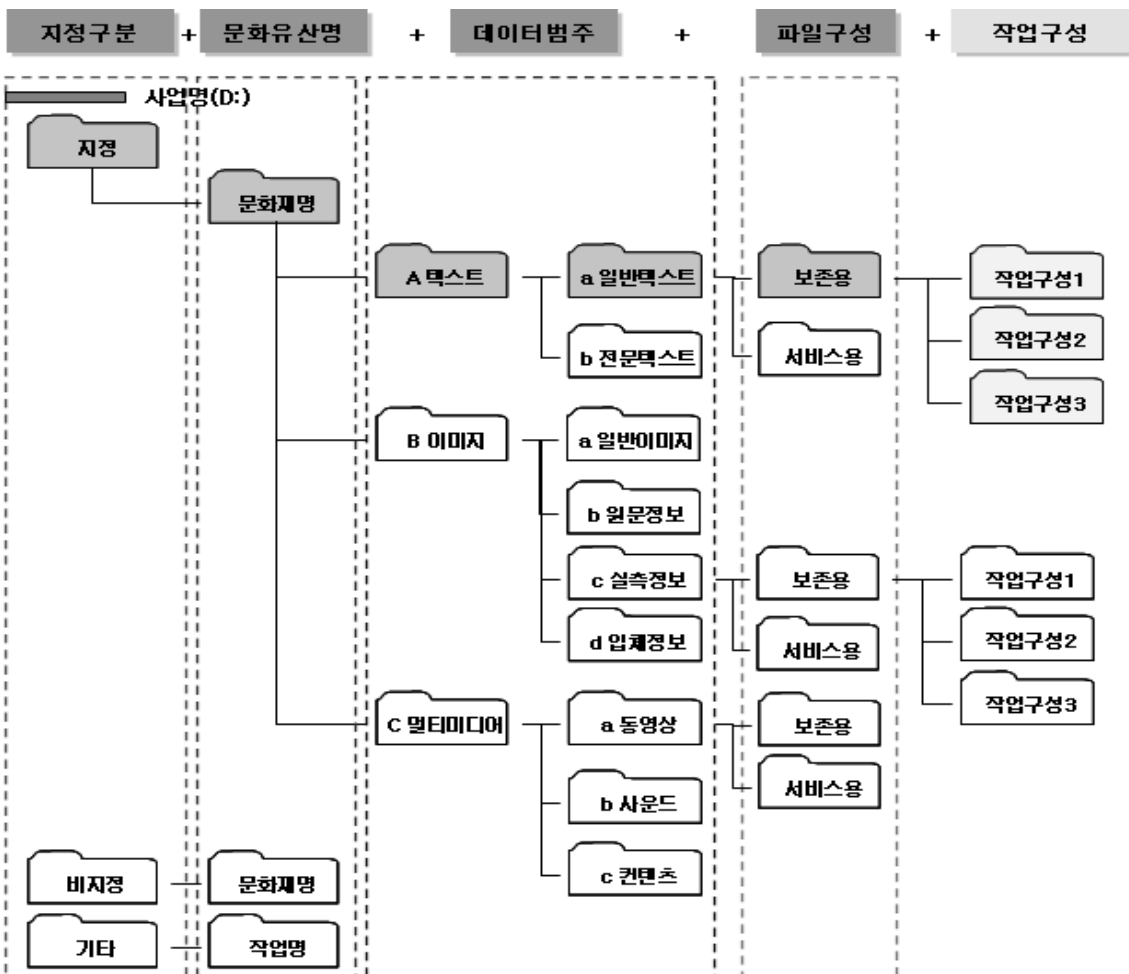 지정구분 + 문화유산명 + 데이터범주 + 파일구성 + 작업구성
사업명(D:)
지정
문화재명
A 텍스트 a 일반텍스트 보존용 작업구성1
작업구성2
b 전문텍스트 서비스용
작업구성3
B 이미지 a 일반이미지
b 원문정보
c 실측정보 보존용 작업구성1
d 입체정보 서비스용 작업구성2
작업구성3
C 멀티미디어 a 동영상 보존용
서비스용
b 사운드
c 컨텐츠
비지정 문화재명
기타 작업명